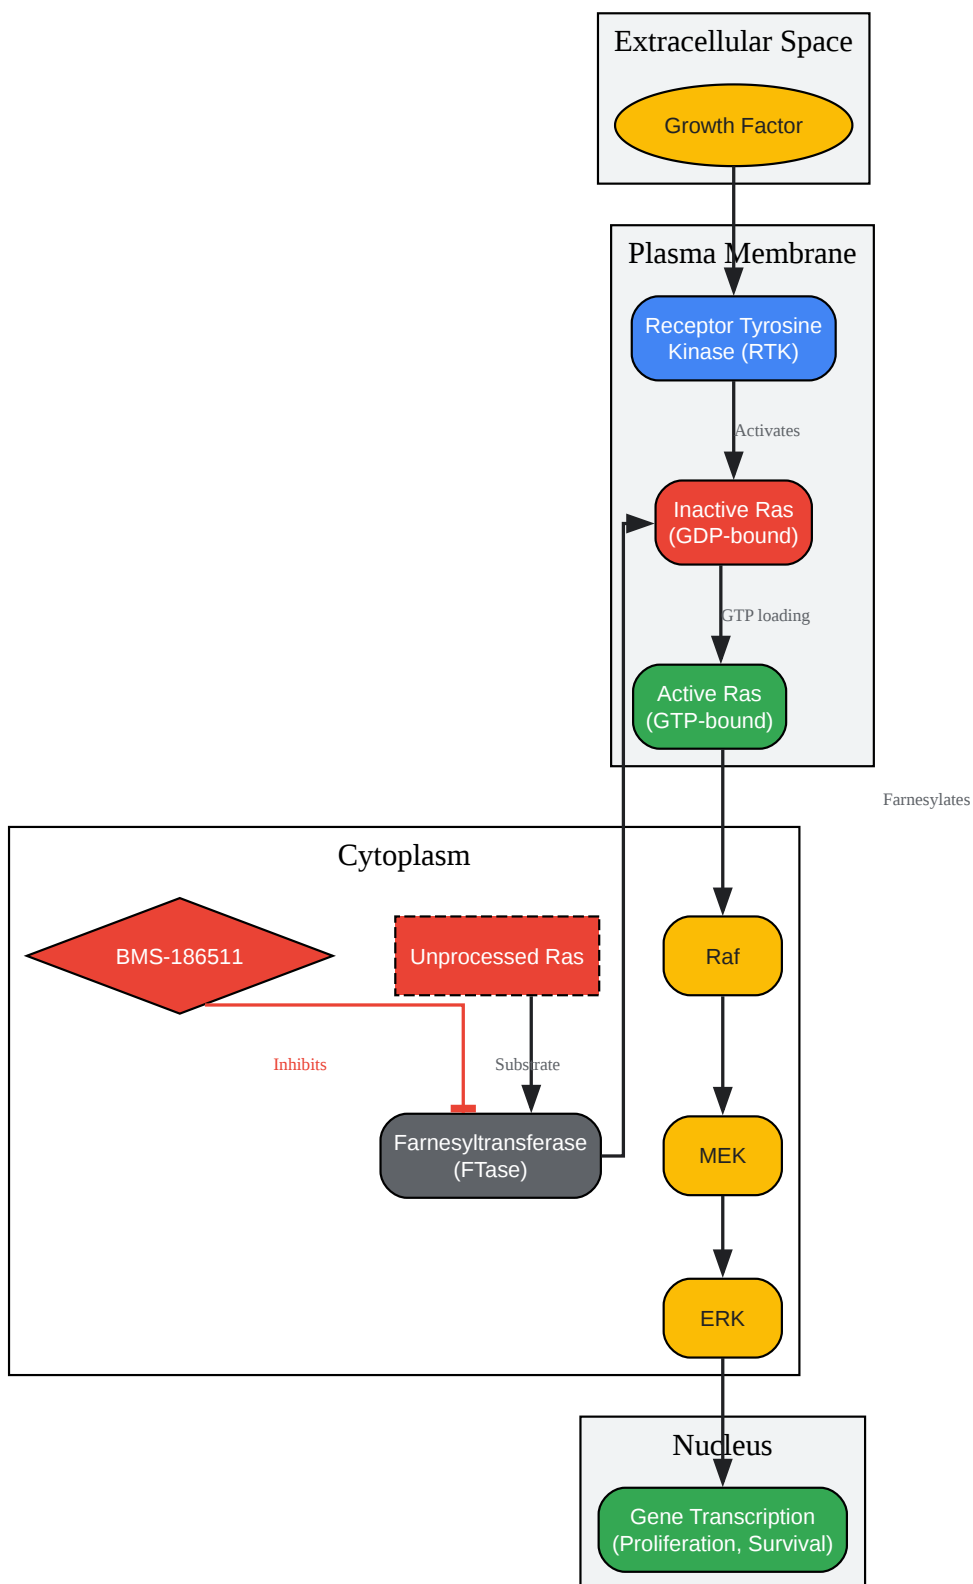 Extracellular Space
Growth Factor
Plasma Membrane
Receptor Tyrosine
Kinase (RTK)
Activates
Inactive Ras
(GDP-bound)
GTP loading
Active Ras
(GTP-bound)
Farnesylates
Cytoplasm
BMS-186511
Unprocessed Ras
Raf
Inhibits
Substrate
Farnesyltransferase
(FTase)
MEK
ERK
Nucleus
Gene Transcription
(Proliferation, Survival)